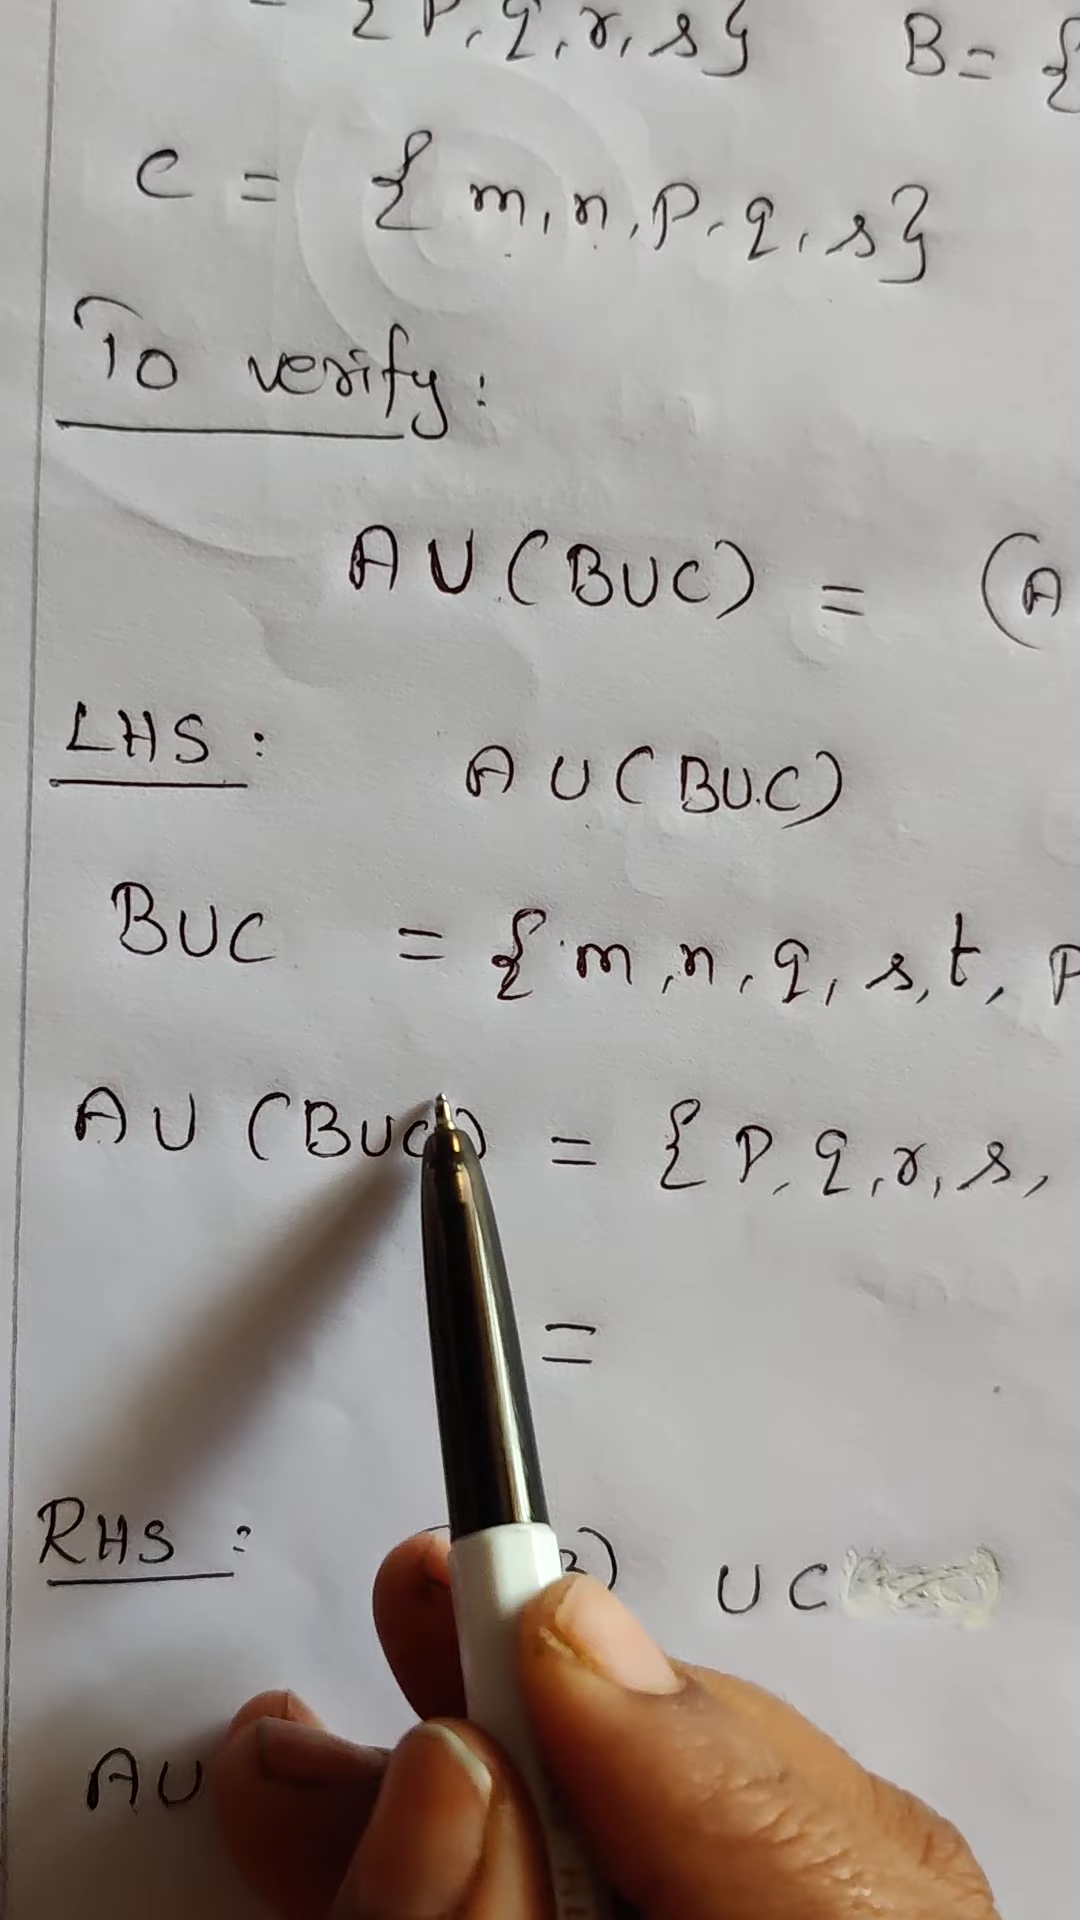 = {P, q, r, s} B = {
C = {m, n, P, q, s}
To verify:
A U (B U C) = (A
LHS: A U (B U C)
B U C = {m, n, q, s, t, P
A U (B U C) = {P, q, r, s,
=
RHS: ) U C
A U